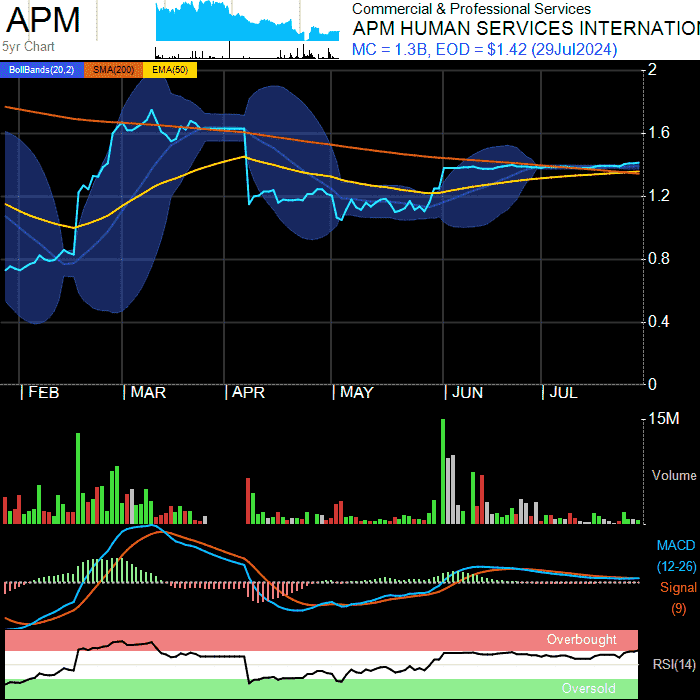 APM
5yr Chart
Commercial & Professional Services
APM HUMAN SERVICES INTERNATIO
MC = 1.3B, EOD = $1.42 (29Jul2024)
BollBands(20,2) SMA(200) EMA(50)
2
1.6
1.2
0.8
0.4
0
FEB MAR APR MAY JUN JUL
15M
Volume
MACD
(12-26)
Signal
(9)
Overbought
RSI(14)
Oversold